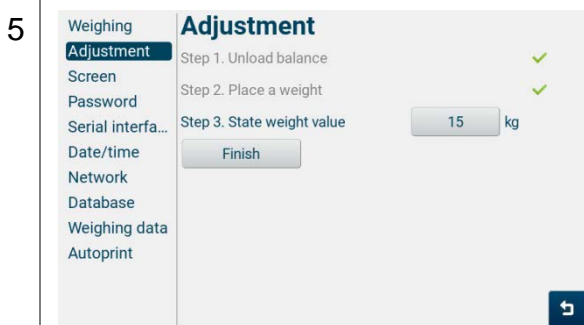 5
Weighing
Adjustment
Screen
Password
Serial interfa...
Date/time
Network
Database
Weighing data
Autoprint
Adjustment
Step 1. Unload balance
Step 2. Place a weight
Step 3. State weight value 15 kg
Finish